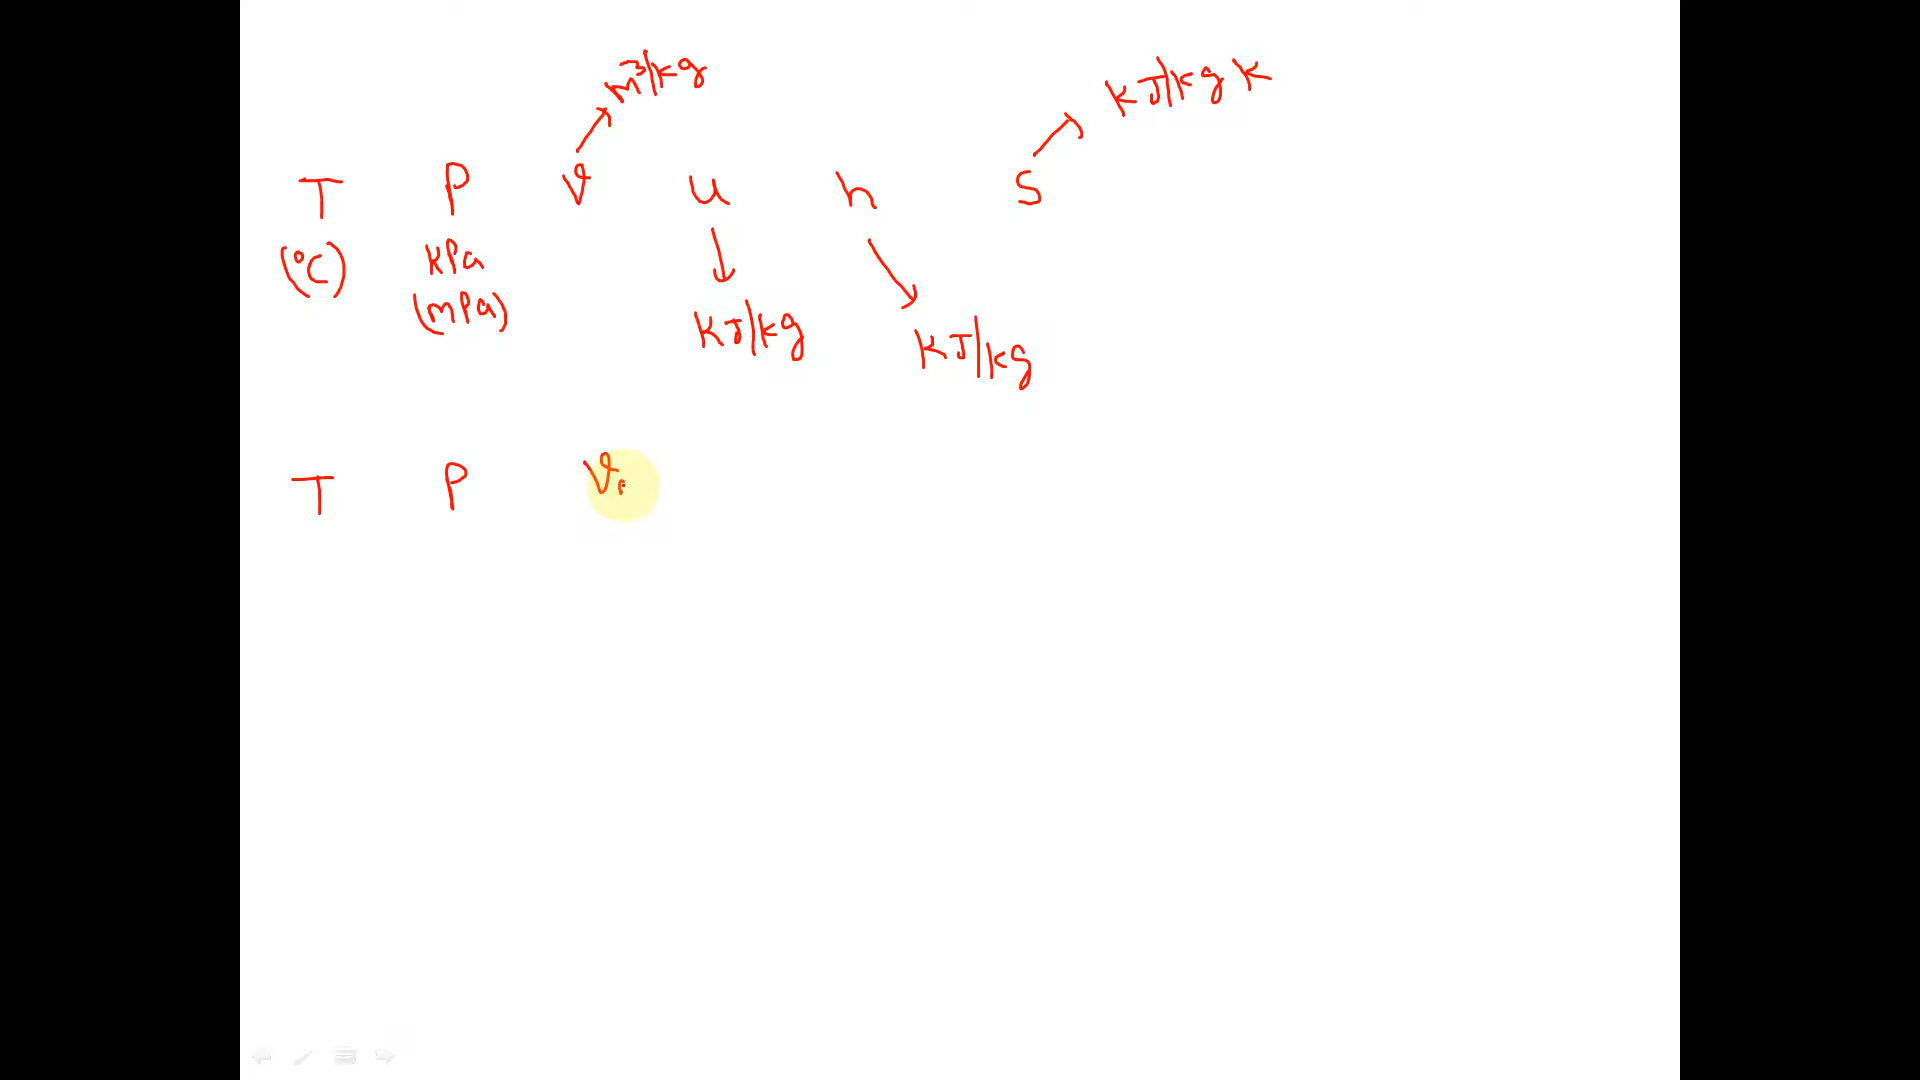 m³/kg kJ/kg K
T P v u h s
(°C) kPa
(mPa)
kJ/kg kJ/kg
T P v